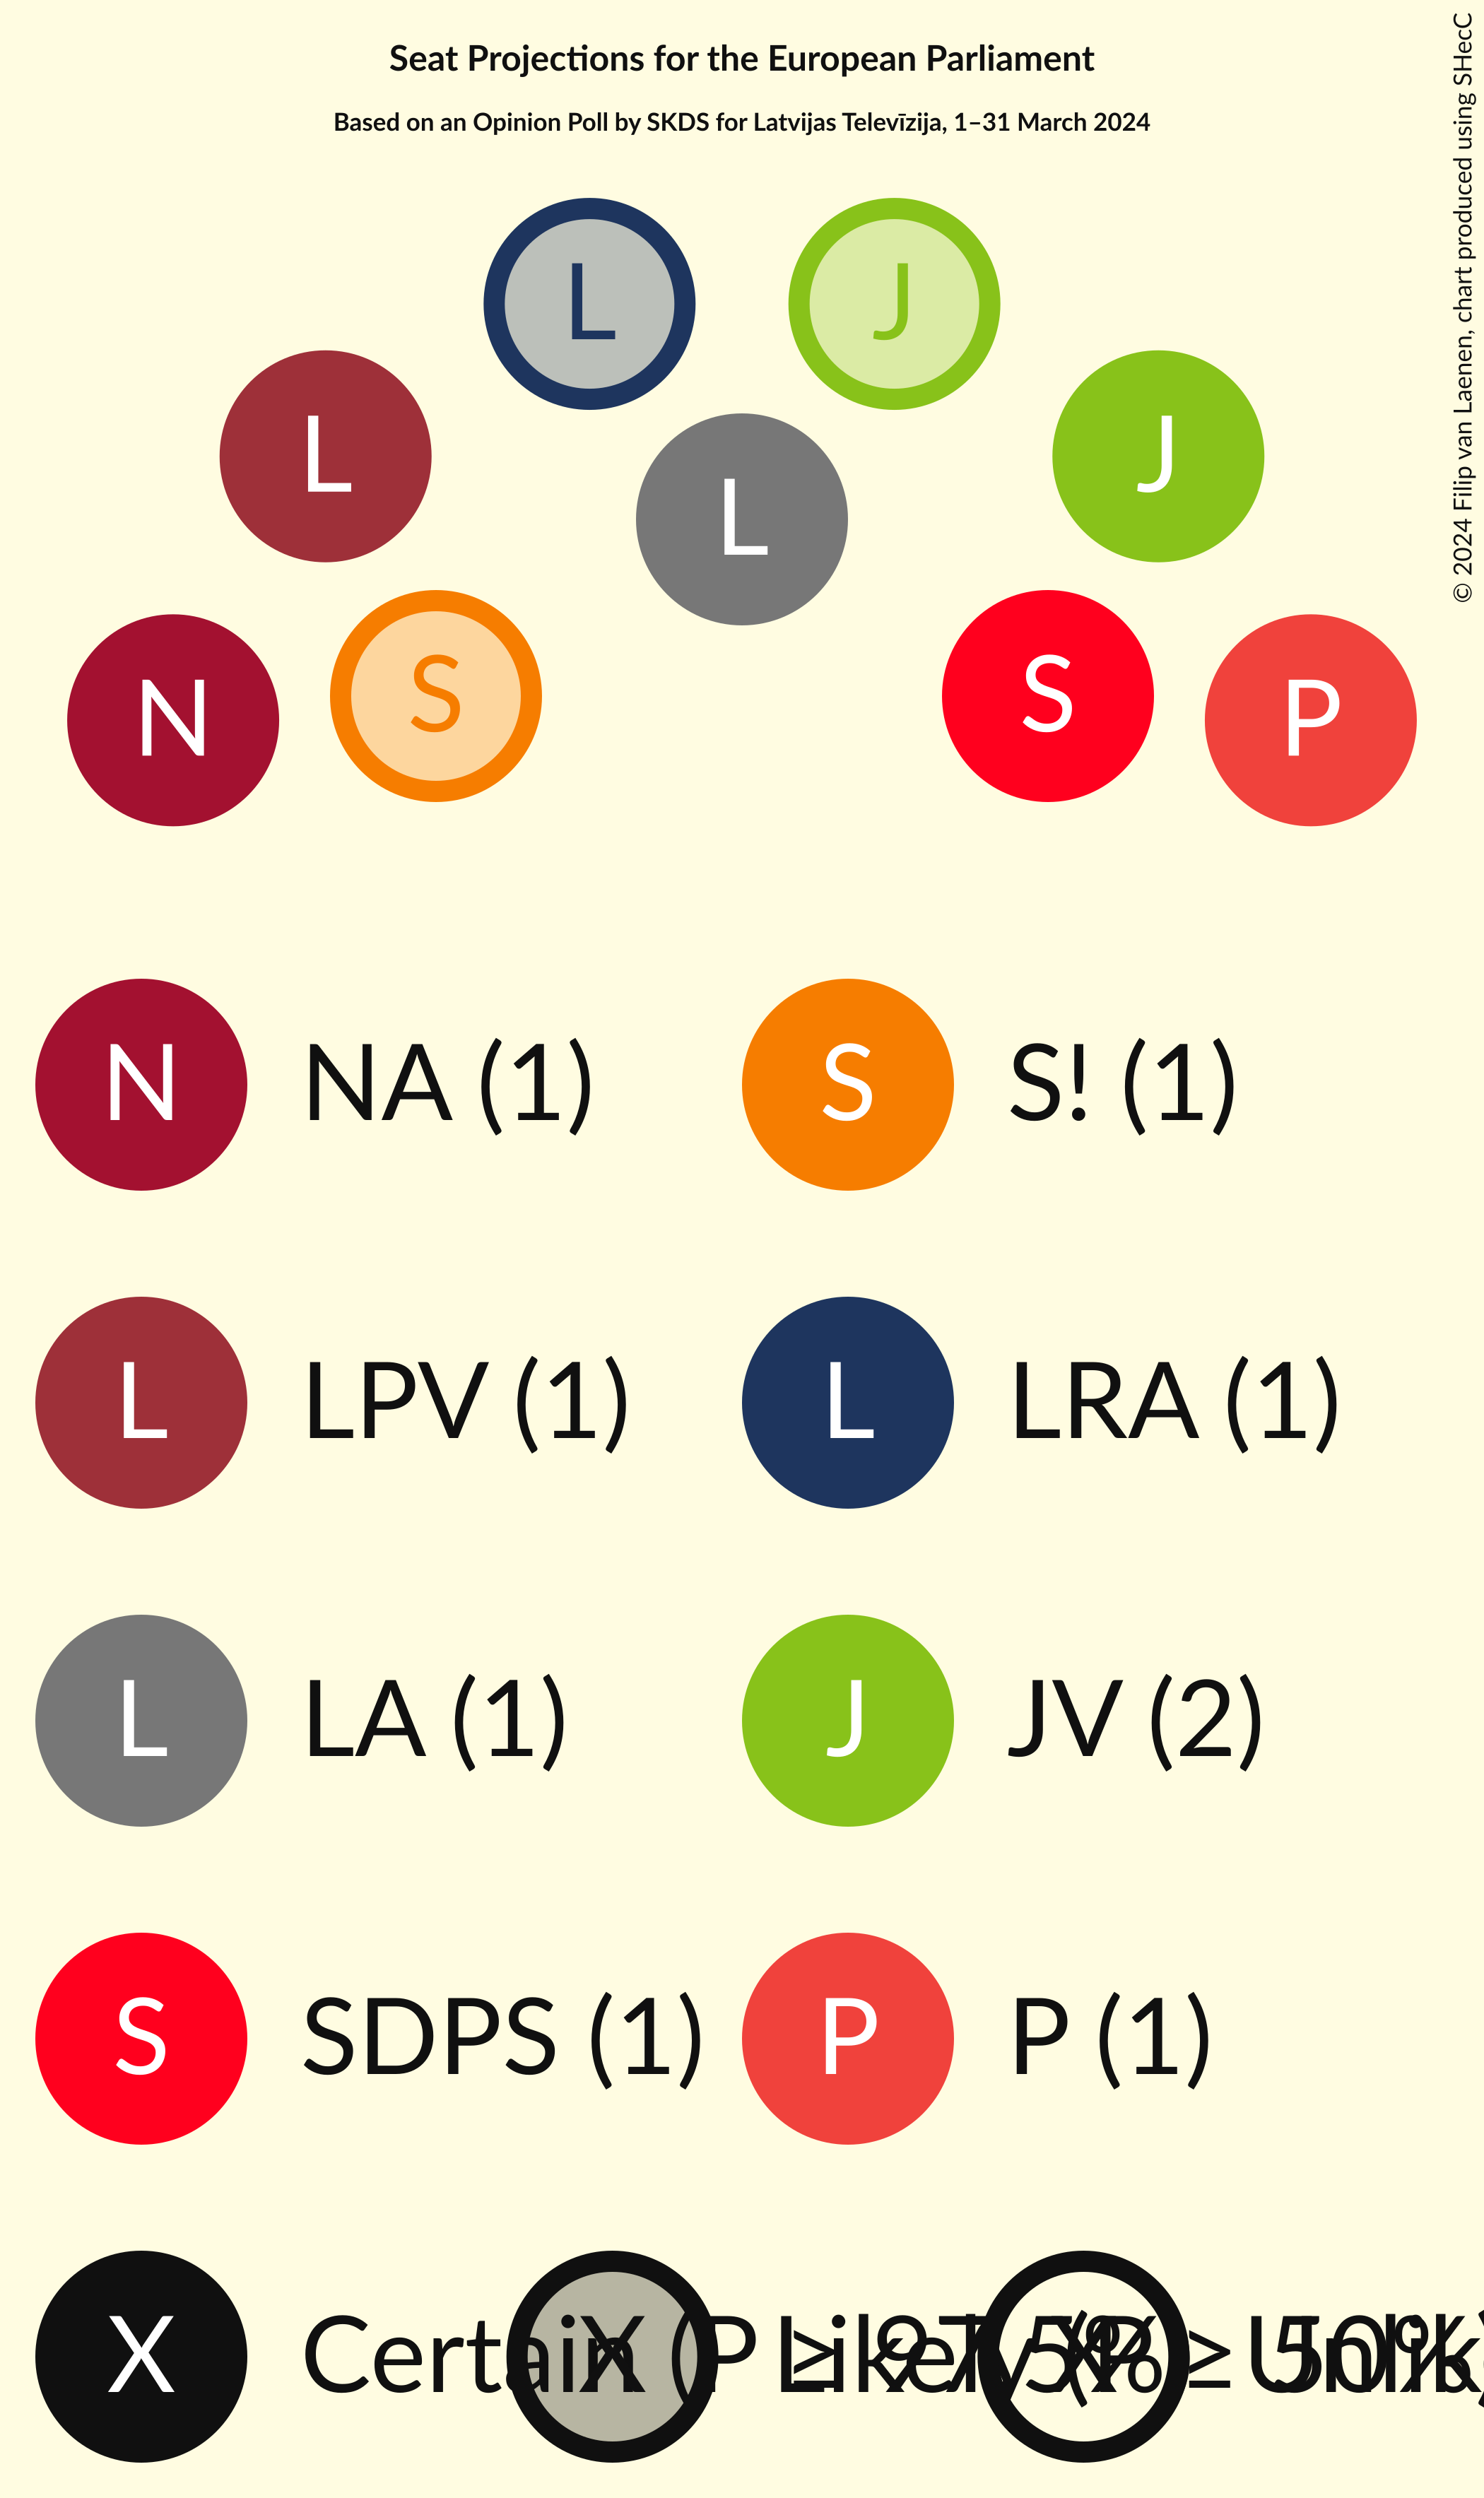 Seat Projections for the European Parliament
Based on an Opinion Poll by SKDS for Latvijas Televīzija, 1–31 March 2024
© 2024 Filip van Laenen, chart produced using SHecC
L J
L J
L
N S S P
N NA (1) S S! (1)
L LPV (1) L LRA (1)
L LA (1) J JV (2)
S SDPS (1) P P (1)
X Certain X Likely X